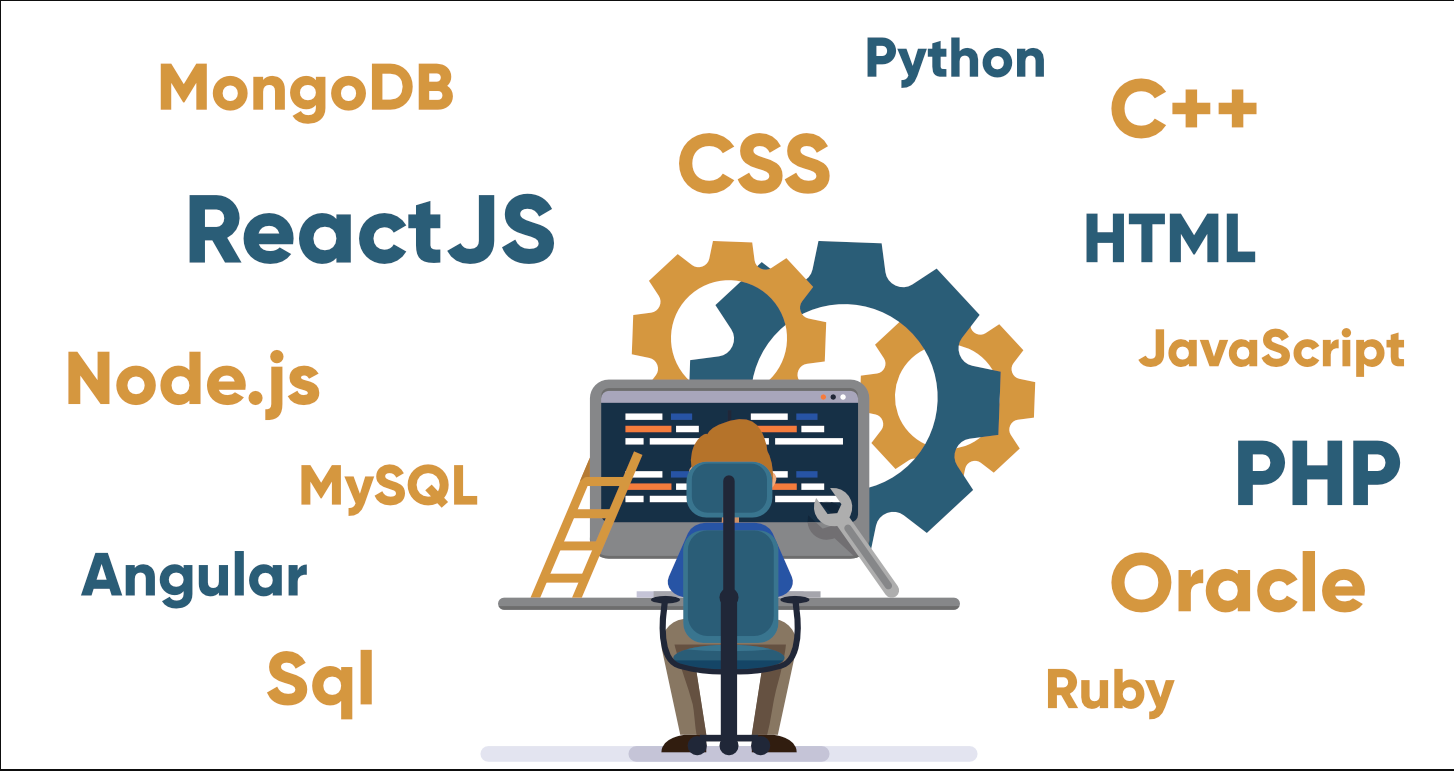 MongoDB
Python
C++
CSS
ReactJS
HTML
Node.js
JavaScript
MySQL
PHP
Angular
Oracle
Sql
Ruby